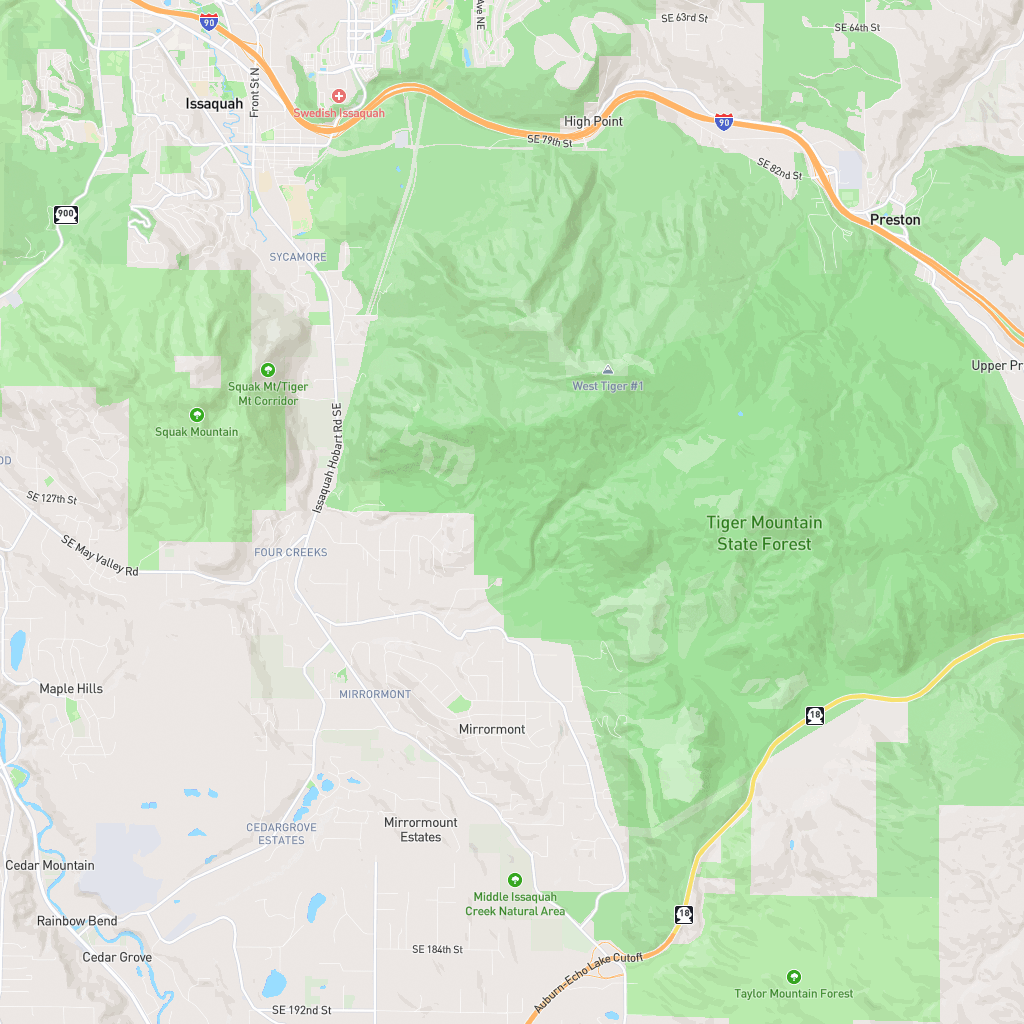 90
SE 63rd St
Ave NE
SE 64th St
Swedish Issaquah
Issaquah
Front St N
High Point
90
SE 79th St
SE 82nd St
900
Preston
SYCAMORE
Upper Pr
West Tiger #1
Squak Mt/Tiger
Mt Corridor
Squak Mountain
Issaquah Hobart Rd SE
OD
SE 127th St
SE May Valley Rd
Tiger Mountain
State Forest
FOUR CREEKS
Maple Hills
MIRRORMONT
Mirrormont
18
Mirrormount
Estates
CEDARGROVE
ESTATES
Cedar Mountain
Middle Issaquah
Creek Natural Area
18
Rainbow Bend
SE 184th St
Cedar Grove
Auburn-Echo Lake Cutoff
Taylor Mountain Forest
SE 192nd St